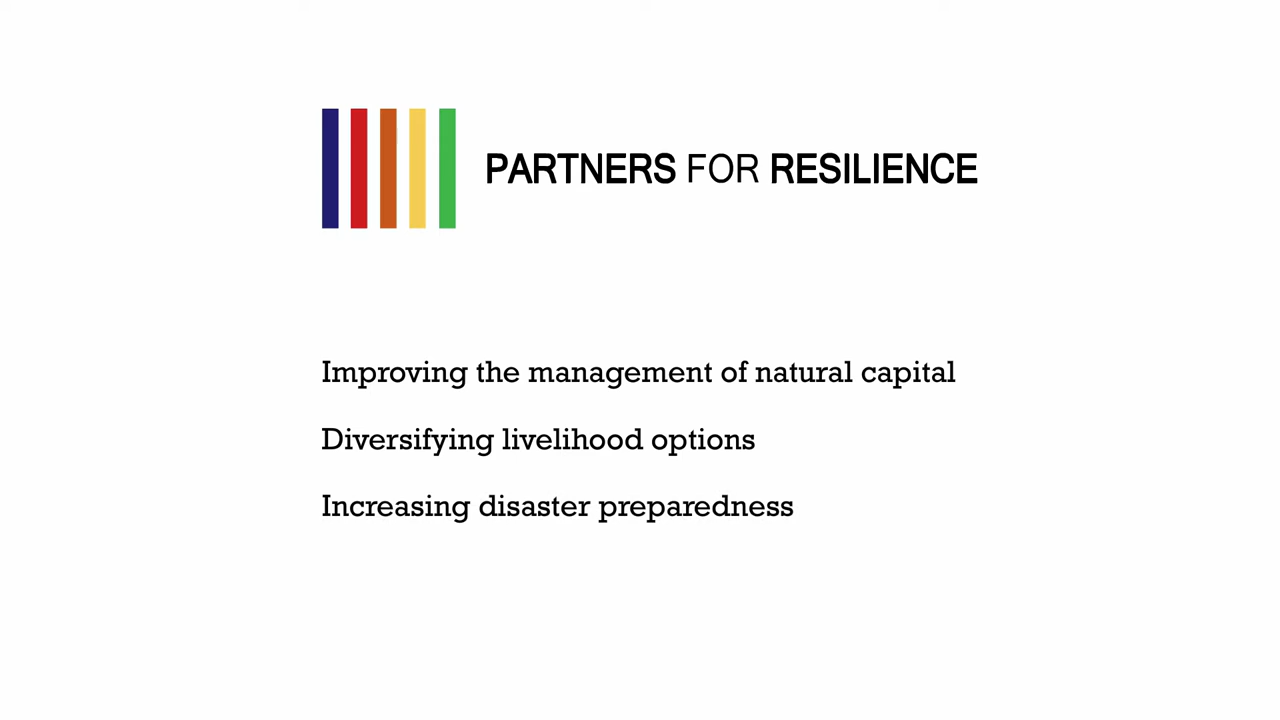 PARTNERS FOR RESILIENCE
Improving the management of natural capital
Diversifying livelihood options
Increasing disaster preparedness